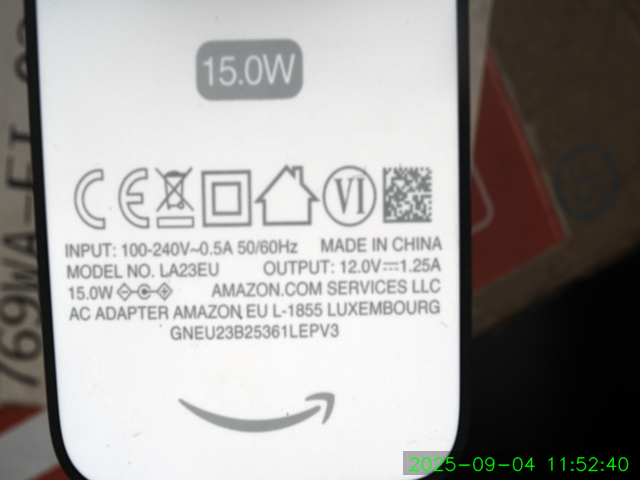 15.0W
CE VI
INPUT: 100-240V~0.5A 50/60Hz MADE IN CHINA
MODEL NO. LA23EU OUTPUT: 12.0V⎓1.25A
15.0W AMAZON.COM SERVICES LLC
AC ADAPTER AMAZON EU L-1855 LUXEMBOURG
GNEU23B25361LEPV3
769WA-EI
2025-09-04 11:52:40